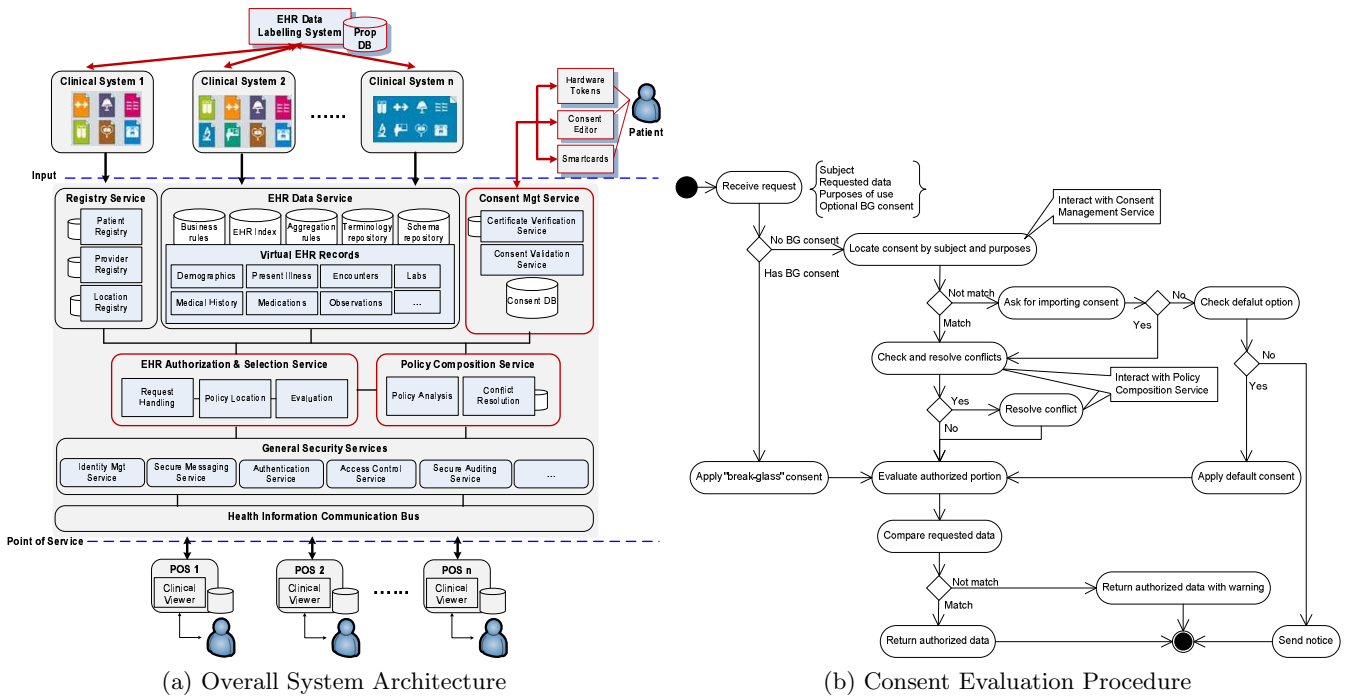 EHR Data
Labelling System
Prop
DB
Clinical System 1
Clinical System 2
......
Clinical System n
Hardware
Tokens
Consent
Editor
Smartcards
Patient
Input
Registry Service
Patient
Registry
Provider
Registry
Location
Registry
EHR Data Service
Business
rules
EHR Index
Aggregation
rules
Terminology
repository
Schema
repository
Virtual EHR Records
Demographics
Present Illness
Encounters
Labs
Medical History
Medications
Observations
...
Consent Mgt Service
Certificate Verification
Service
Consent Validation
Service
Consent DB
EHR Authorization & Selection Service
Request
Handling
Policy Location
Evaluation
Policy Composition Service
Policy Analysis
Conflict
Resolution
General Security Services
Identity Mgt
Service
Secure Messaging
Service
Authentication
Service
Access Control
Service
Secure Auditing
Service
...
Health Information Communication Bus
Point of Service
POS 1
Clinical
Viewer
POS 2
Clinical
Viewer
......
POS n
Clinical
Viewer
(a) Overall System Architecture
Receive request
Subject
Requested data
Purposes of use
Optional BG consent
Interact with Consent
Management Service
No BG consent
Locate consent by subject and purposes
Has BG consent
Not match
Ask for importing consent
No
Check defalut option
Match
Yes
Check and resolve conflicts
No
Interact with Policy
Composition Service
Yes
Yes
Resolve conflict
No
Apply "break-glass" consent
Evaluate authorized portion
Apply default consent
Compare requested data
Not match
Return authorized data with warning
Match
Return authorized data
Send notice
(b) Consent Evaluation Procedure